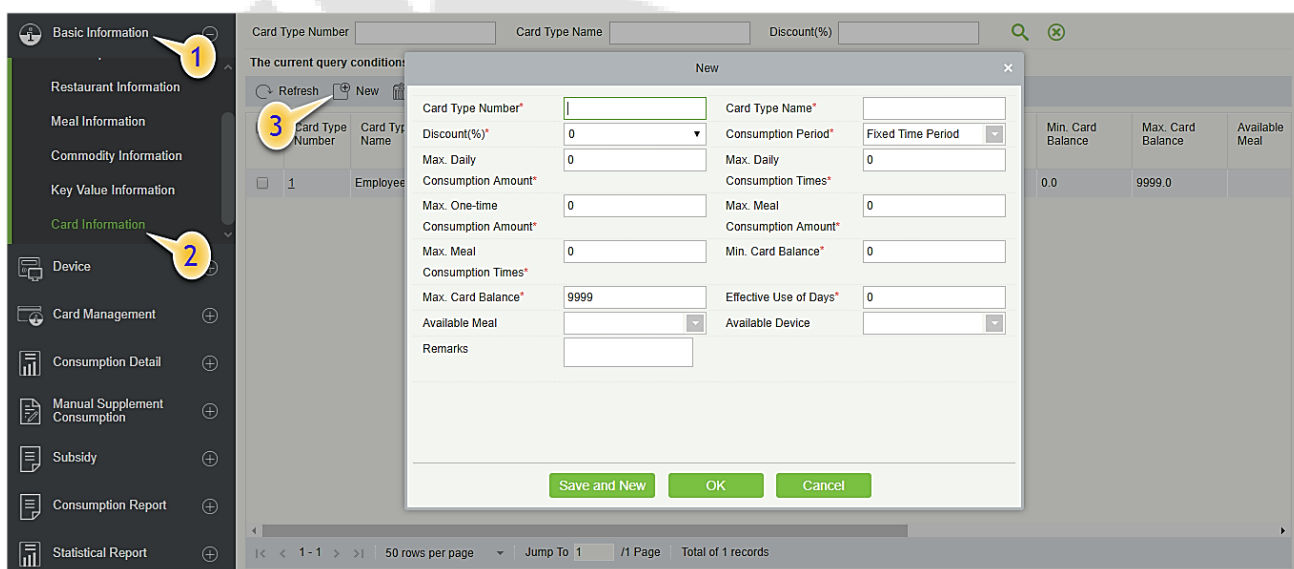 Basic Information
1
Restaurant Information
Meal Information
Commodity Information
Key Value Information
Card Information
2
Device
Card Management
Consumption Detail
Manual Supplement
Consumption
Subsidy
Consumption Report
Statistical Report
Card Type Number Card Type Name Discount(%)
The current query conditions
Refresh New
3
Card Type
Number
Card Typ
Name
Min. Card
Balance
Max. Card
Balance
Available
Meal
1 Employee 0.0 9999.0
New ×
Card Type Number* Card Type Name*
Discount(%)* 0 Consumption Period* Fixed Time Period
Max. Daily 0 Max. Daily 0
Consumption Amount* Consumption Times*
Max. One-time 0 Max. Meal 0
Consumption Amount* Consumption Amount*
Max. Meal 0 Min. Card Balance* 0
Consumption Times*
Max. Card Balance* 9999 Effective Use of Days* 0
Available Meal Available Device
Remarks
Save and New OK Cancel
|< < 1 - 1 > >| 50 rows per page Jump To 1 /1 Page Total of 1 records